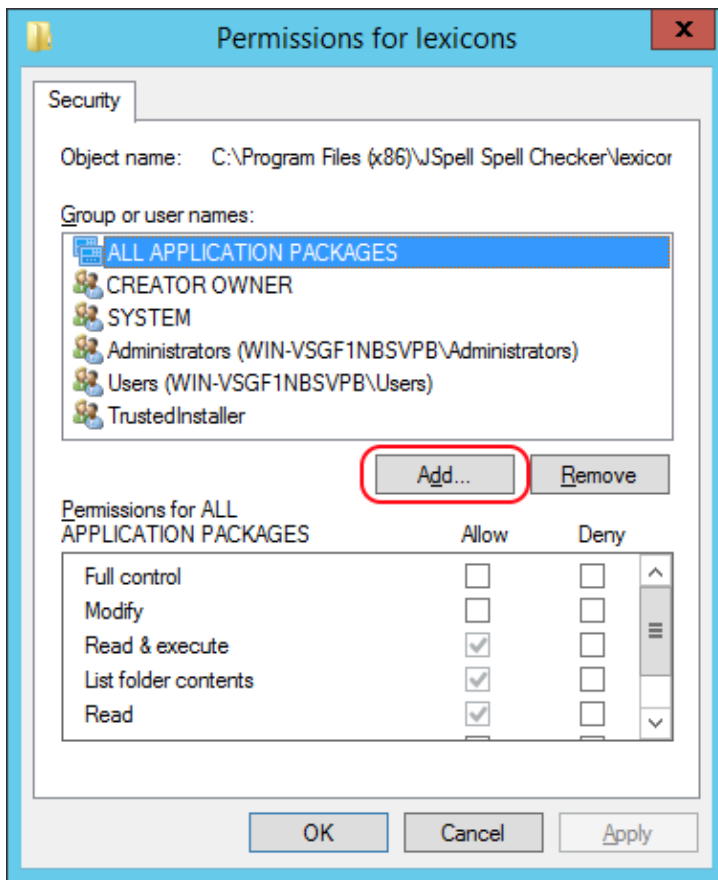 Permissions for lexicons
x
Security
Object name: C:\Program Files (x86)\JSpell Spell Checker\lexicor
Group or user names:
ALL APPLICATION PACKAGES
CREATOR OWNER
SYSTEM
Administrators (WIN-VSGF1NBSVPB\Administrators)
Users (WIN-VSGF1NBSVPB\Users)
TrustedInstaller
Add... Remove
Permissions for ALL
APPLICATION PACKAGES Allow Deny
Full control
Modify
Read & execute
List folder contents
Read
OK Cancel Apply